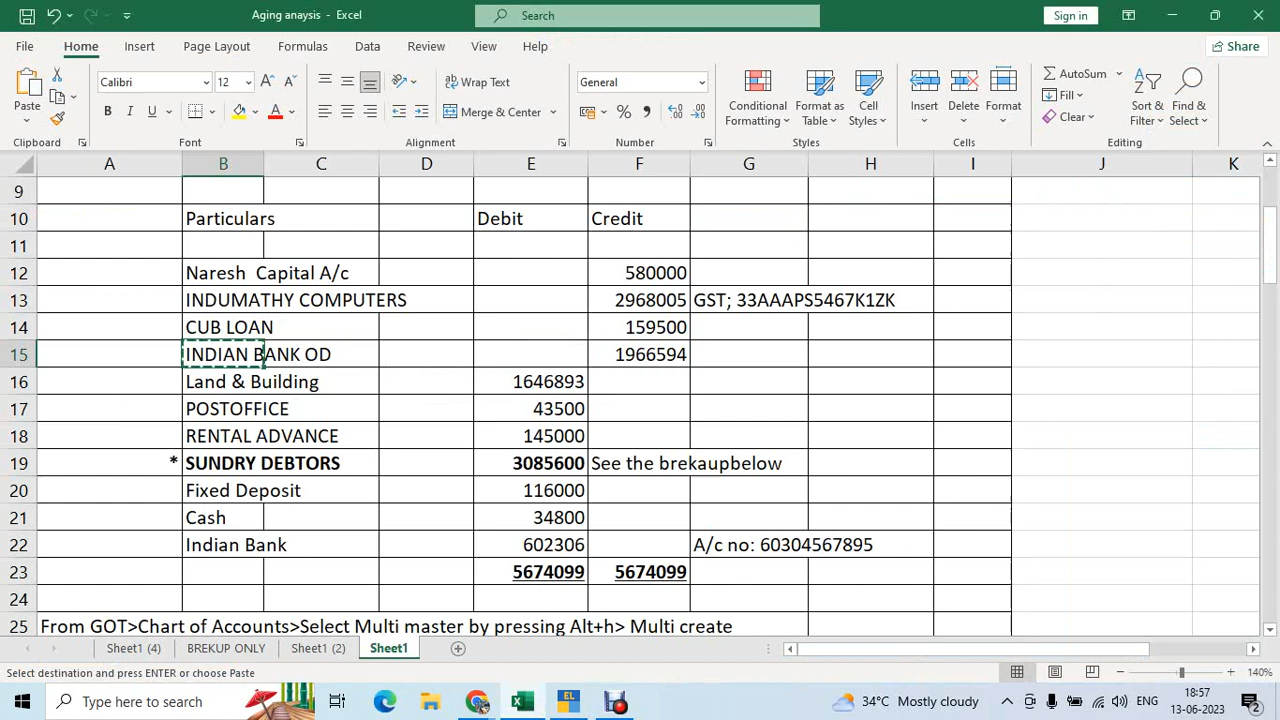 Aging anaysis - Excel
Search
Sign in
File Home Insert Page Layout Formulas Data Review View Help
Share
Paste
Calibri 12
Wrap Text
General
Conditional Formatting
Format as Table
Cell Styles
Insert
Delete
Format
AutoSum
Fill
Clear
Sort & Filter
Find & Select
B I U
Merge & Center
Clipboard Font Alignment Number Styles Cells Editing
A B C D E F G H I J K
9
10 Particulars Debit Credit
11
12 Naresh Capital A/c 580000
13 INDUMATHY COMPUTERS 2968005 GST; 33AAAPS5467K1ZK
14 CUB LOAN 159500
15 INDIAN BANK OD 1966594
16 Land & Building 1646893
17 POSTOFFICE 43500
18 RENTAL ADVANCE 145000
19 * SUNDRY DEBTORS 3085600 See the brekaupbelow
20 Fixed Deposit 116000
21 Cash 34800
22 Indian Bank 602306 A/c no: 60304567895
23 5674099 5674099
24
25 From GOT>Chart of Accounts>Select Multi master by pressing Alt+h> Multi create
Sheet1 (4) BREKUP ONLY Sheet1 (2) Sheet1
Select destination and press ENTER or choose Paste
140%
Type here to search
EL
34°C Mostly cloudy
ENG
18:57
13-06-2023
2